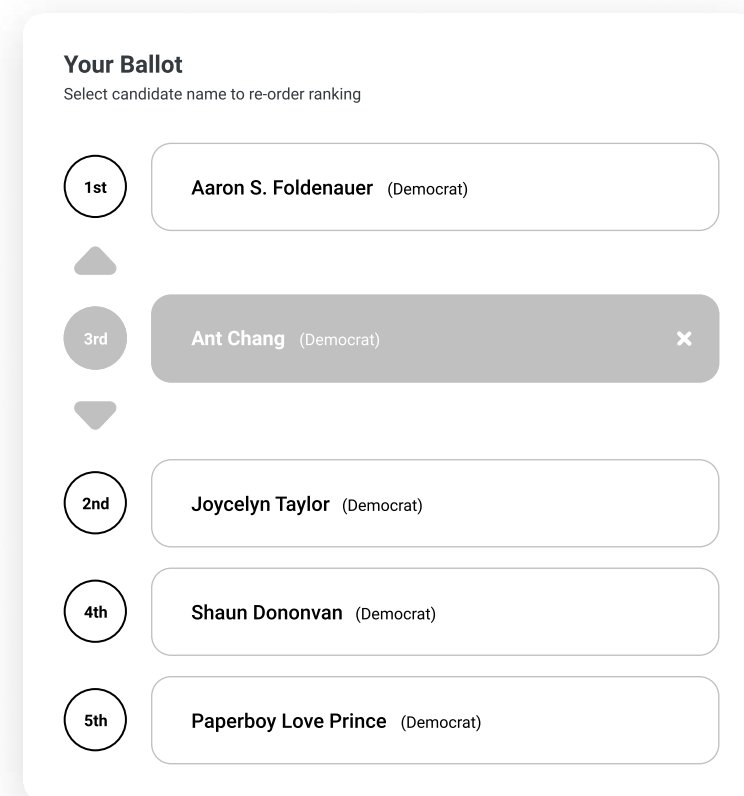 Your Ballot
Select candidate name to re-order ranking
1st Aaron S. Foldenauer (Democrat)
3rd Ant Chang (Democrat)
2nd Joycelyn Taylor (Democrat)
4th Shaun Dononvan (Democrat)
5th Paperboy Love Prince (Democrat)